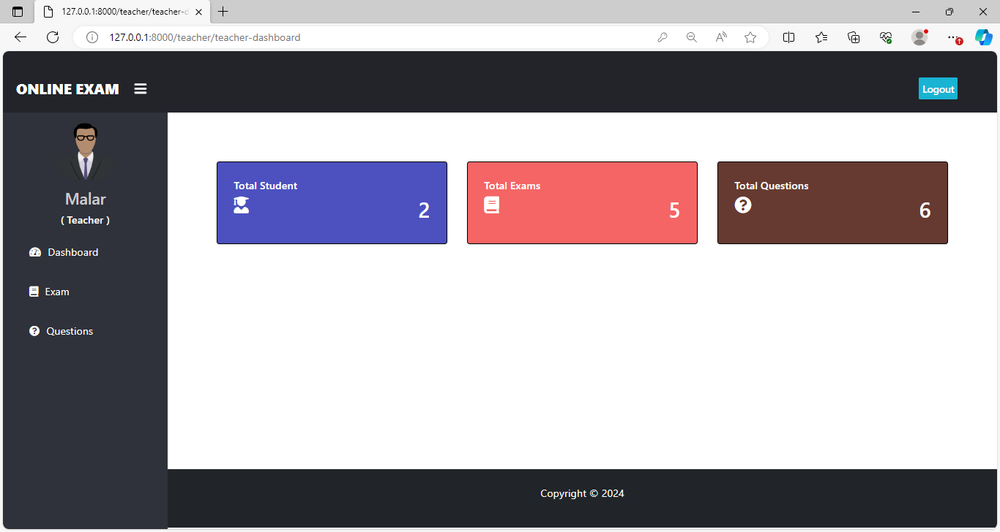 127.0.0.1:8000/teacher/teacher-d
127.0.0.1:8000/teacher/teacher-dashboard
ONLINE EXAM
Logout
Malar
( Teacher )
Dashboard
Exam
Questions
Total Student
2
Total Exams
5
Total Questions
6
Copyright © 2024